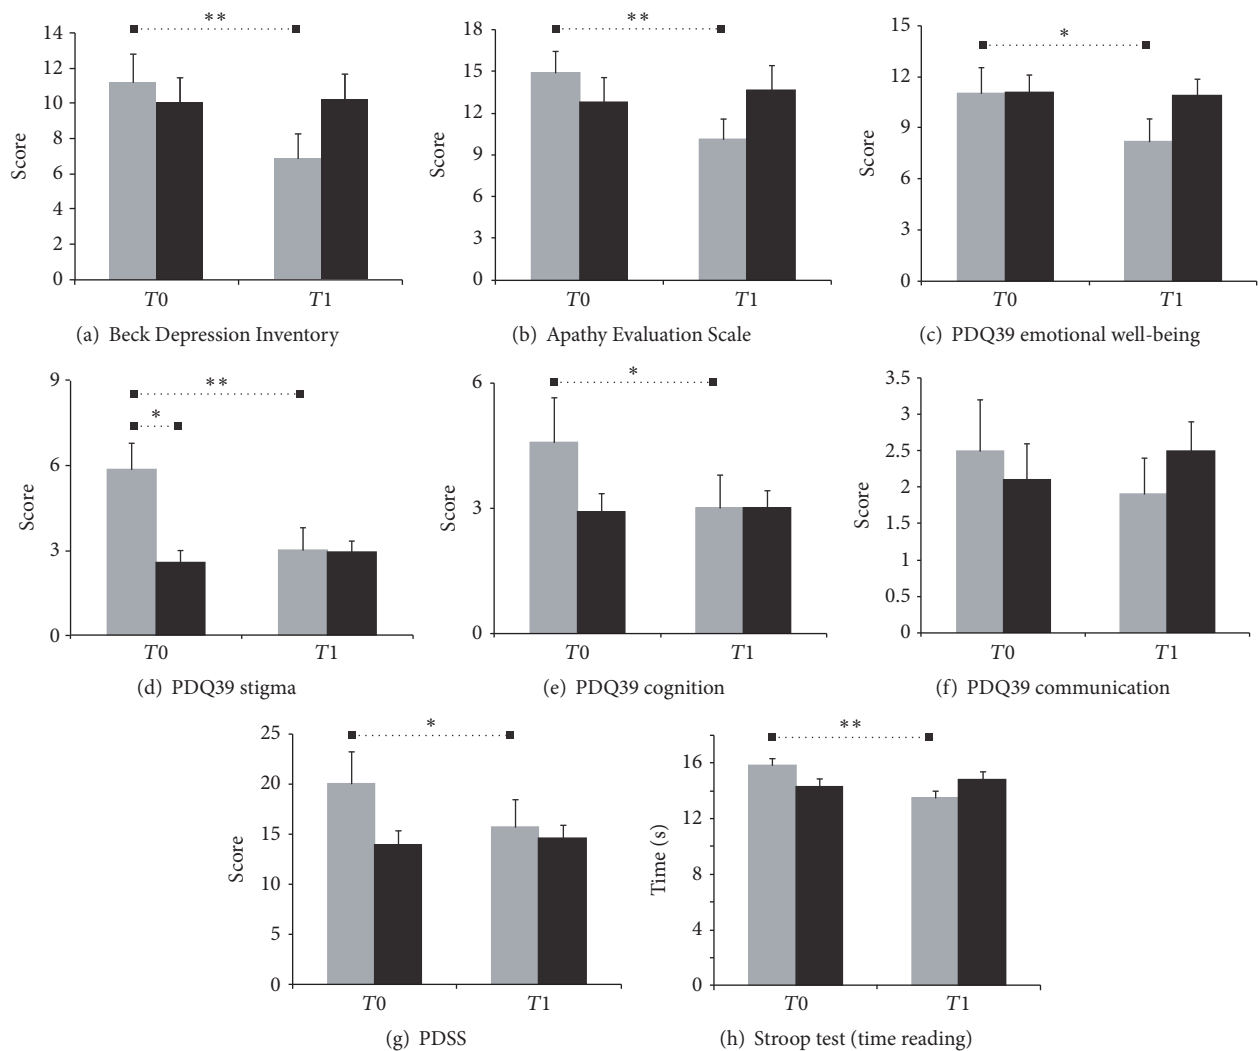 **
14
12
10
8
6
4
2
0
Score
T0 T1
(a) Beck Depression Inventory
**
18
15
12
9
6
3
0
Score
T0 T1
(b) Apathy Evaluation Scale
*
15
12
9
6
3
0
Score
T0 T1
(c) PDQ39 emotional well-being
**
*
9
6
3
0
Score
T0 T1
(d) PDQ39 stigma
*
6
3
0
Score
T0 T1
(e) PDQ39 cognition
3.5
3
2.5
2
1.5
1
0.5
0
Score
T0 T1
(f) PDQ39 communication
*
25
20
15
10
5
0
Score
T0 T1
(g) PDSS
**
16
12
8
4
0
Time (s)
T0 T1
(h) Stroop test (time reading)